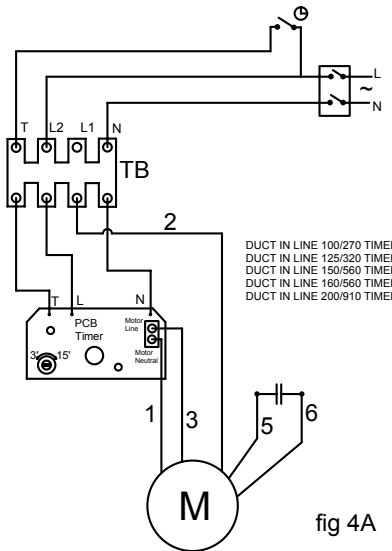 L
~
N
T L2 L1 N
TB
2
DUCT IN LINE 100/270 TIMER
DUCT IN LINE 125/320 TIMER
DUCT IN LINE 150/560 TIMER
DUCT IN LINE 160/560 TIMER
DUCT IN LINE 200/910 TIMER
T L N
PCB
Timer
Motor
Line
Motor
Neutral
3' 15'
1 3
5 6
M
fig 4A